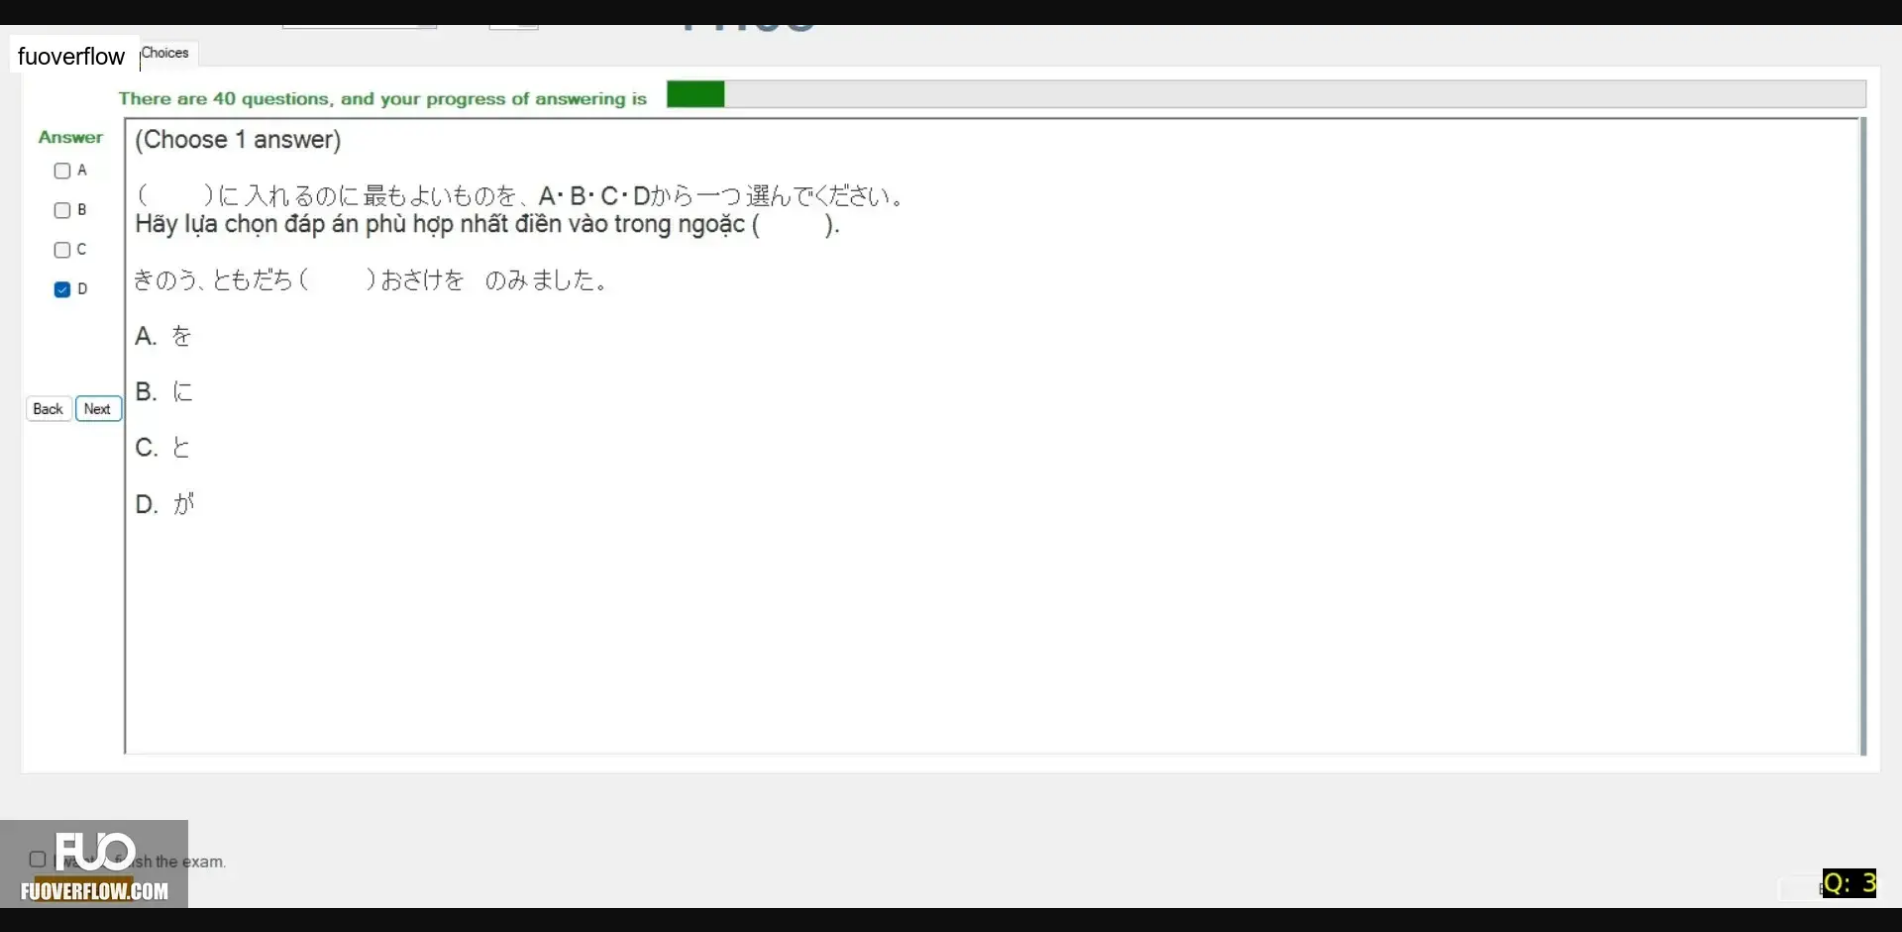 fuoverflow
Choices
There are 40 questions, and your progress of answering is
Answer
(Choose 1 answer)
A
B
C
D
(　　)に入れるのに最もよいものを、A・B・C・Dから一つ選んでください。
Hãy lựa chọn đáp án phù hợp nhất điền vào trong ngoặc (　　).
きのう、ともだち(　　)おさけを　のみました。
A. を
B. に
C. と
D. が
Back
Next
FUO
sh the exam.
FUOVERFLOW.COM
Q: 3